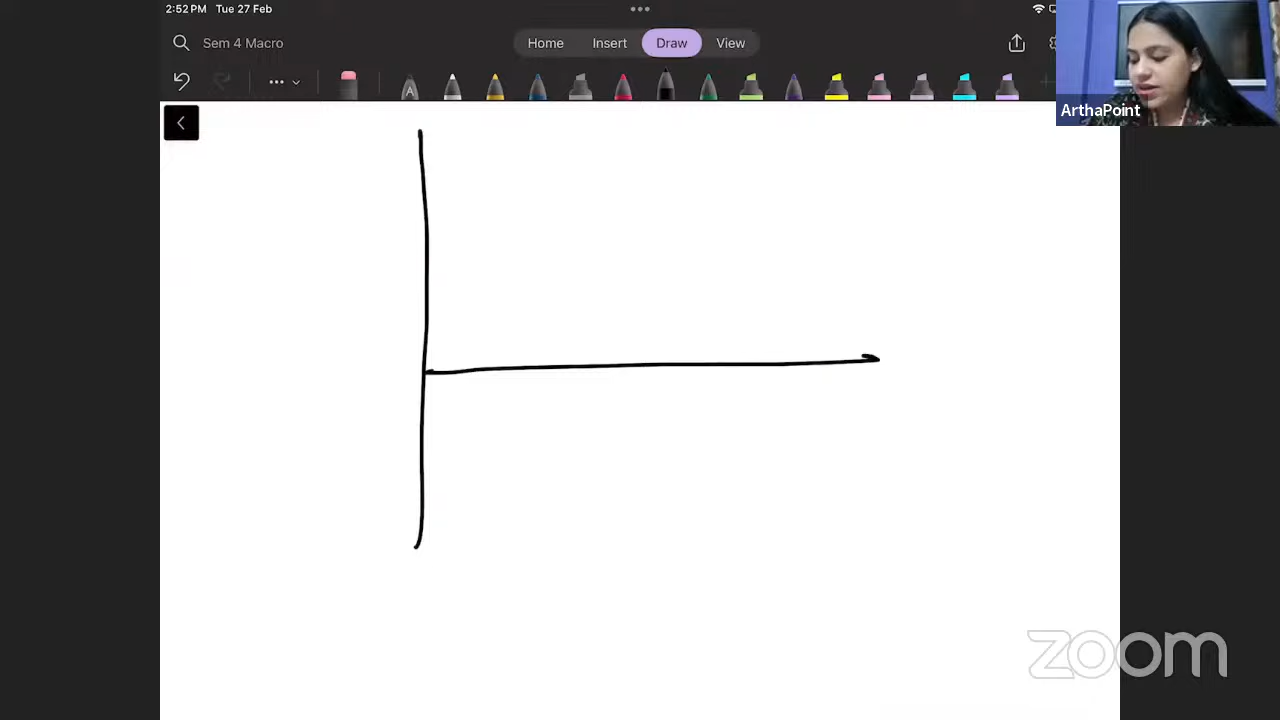 2:52 PM Tue 27 Feb
Sem 4 Macro
Home Insert Draw View
A
ArthaPoint
zoom